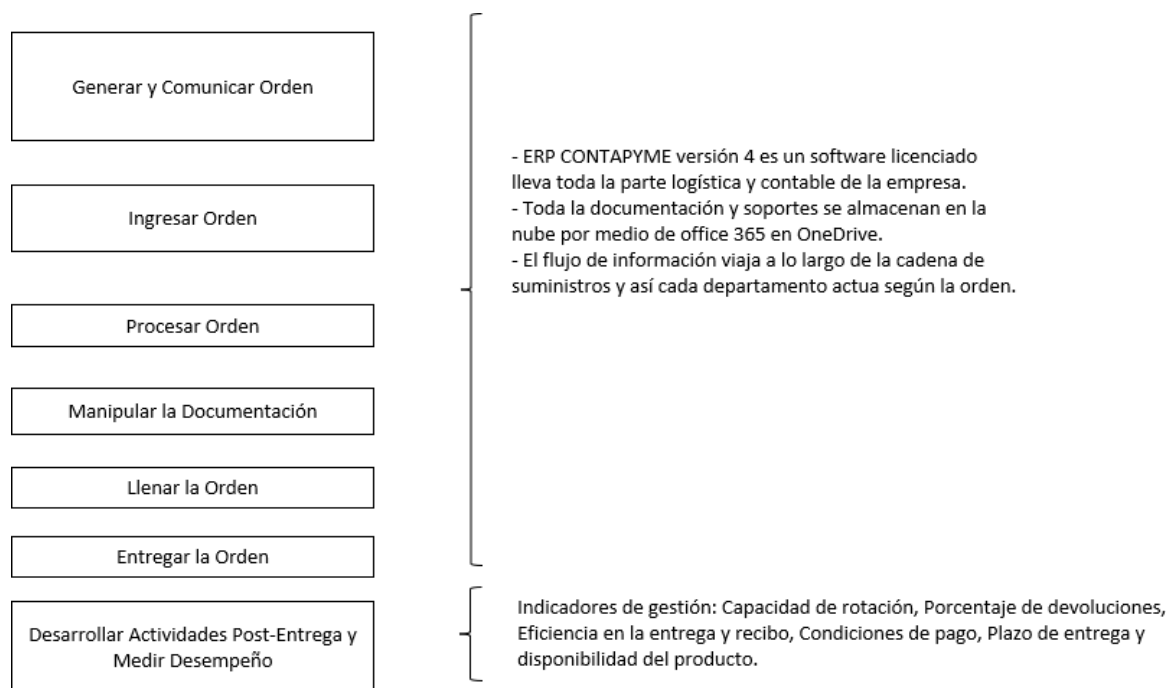 Generar y Comunicar Orden
Ingresar Orden
Procesar Orden
Manipular la Documentación
Llenar la Orden
Entregar la Orden
Desarrollar Actividades Post-Entrega y
Medir Desempeño
- ERP CONTAPYME versión 4 es un software licenciado
lleva toda la parte logística y contable de la empresa.
- Toda la documentación y soportes se almacenan en la
nube por medio de office 365 en OneDrive.
- El flujo de información viaja a lo largo de la cadena de
suministros y así cada departamento actua según la orden.
Indicadores de gestión: Capacidad de rotación, Porcentaje de devoluciones,
Eficiencia en la entrega y recibo, Condiciones de pago, Plazo de entrega y
disponibilidad del producto.